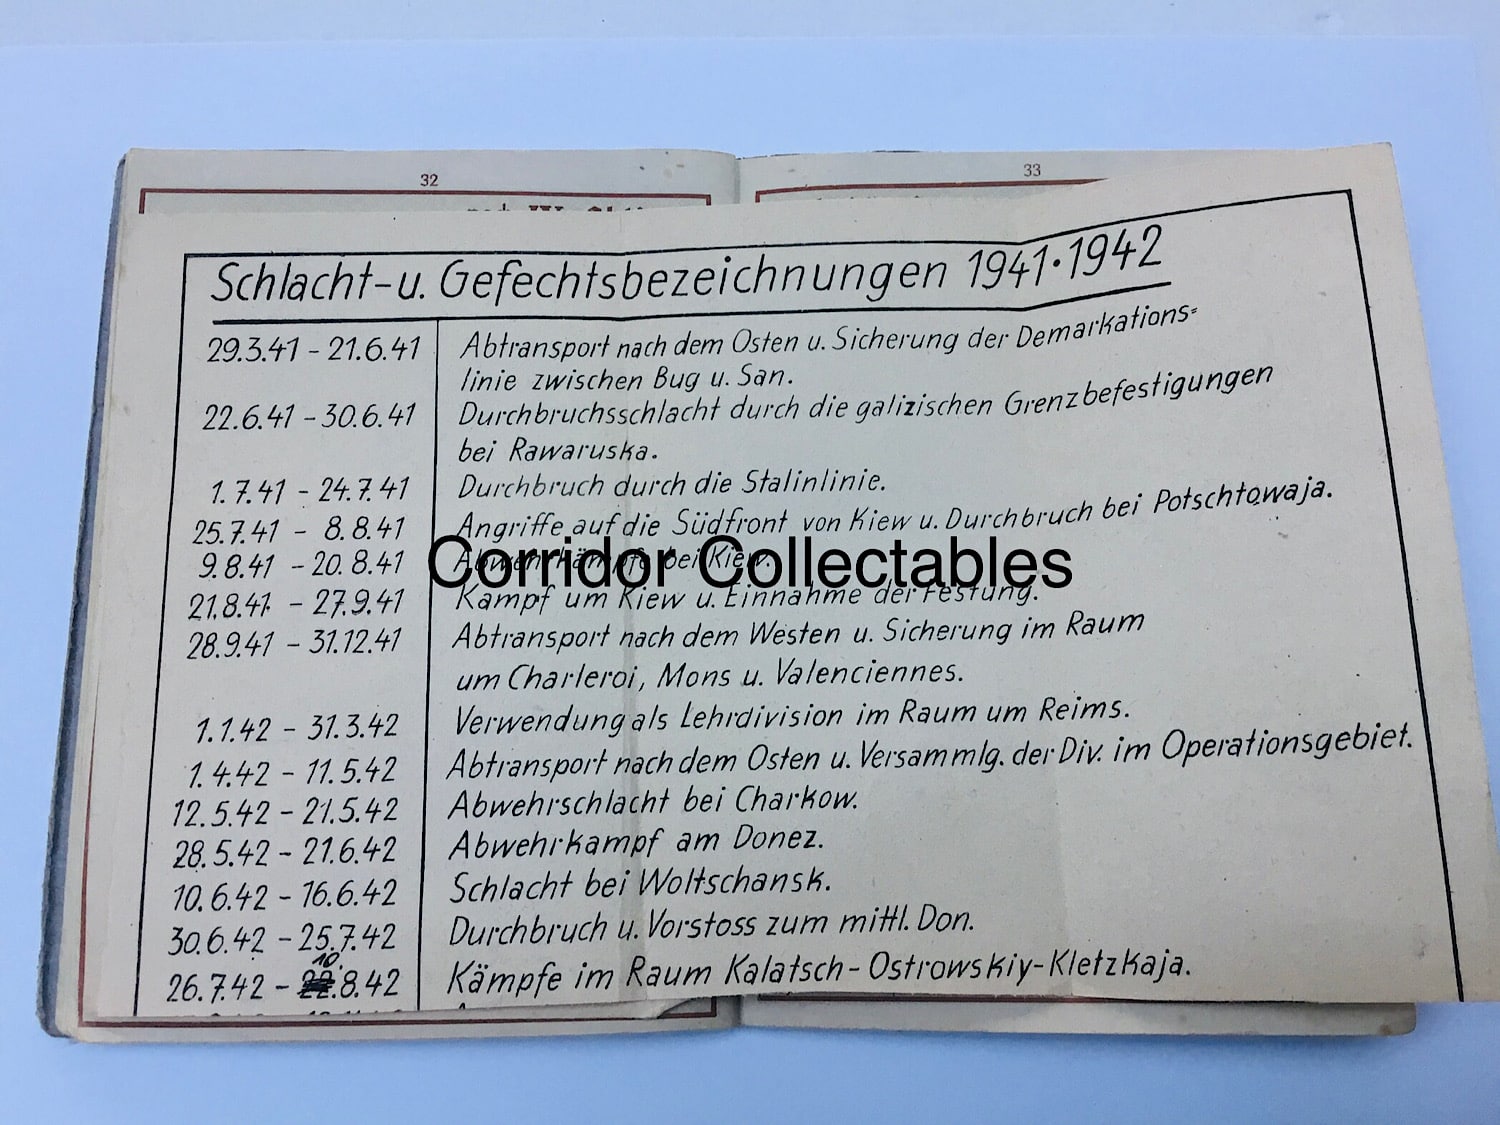 32
33
Schlacht-u. Gefechtsbezeichnungen 1941·1942
29.3.41 - 21.6.41 Abtransport nach dem Osten u. Sicherung der Demarkations=
linie zwischen Bug u. San.
22.6.41 - 30.6.41 Durchbruchsschlacht durch die galizischen Grenzbefestigungen
bei Rawaruska.
1.7.41 - 24.7.41 Durchbruch durch die Stalinlinie.
25.7.41 - 8.8.41 Angriffe auf die Südfront von Kiew u. Durchbruch bei Potschtowaja.
9.8.41 - 20.8.41 Abwehrkämpfe bei Kiew.
Corridor Collectables
21.8.41 - 27.9.41 Kampf um Kiew u. Einnahme der Festung.
28.9.41 - 31.12.41 Abtransport nach dem Westen u. Sicherung im Raum
um Charleroi, Mons u. Valenciennes.
1.1.42 - 31.3.42 Verwendung als Lehrdivision im Raum um Reims.
1.4.42 - 11.5.42 Abtransport nach dem Osten u. Versammlg. der Div. im Operationsgebiet.
12.5.42 - 21.5.42 Abwehrschlacht bei Charkow.
28.5.42 - 21.6.42 Abwehrkampf am Donez.
10.6.42 - 16.6.42 Schlacht bei Woltschansk.
30.6.42 - 25.7.42 Durchbruch u. Vorstoss zum mittl. Don.
26.7.42 - 10.8.42 Kämpfe im Raum Kalatsch-Ostrowskiy-Kletzkaja.